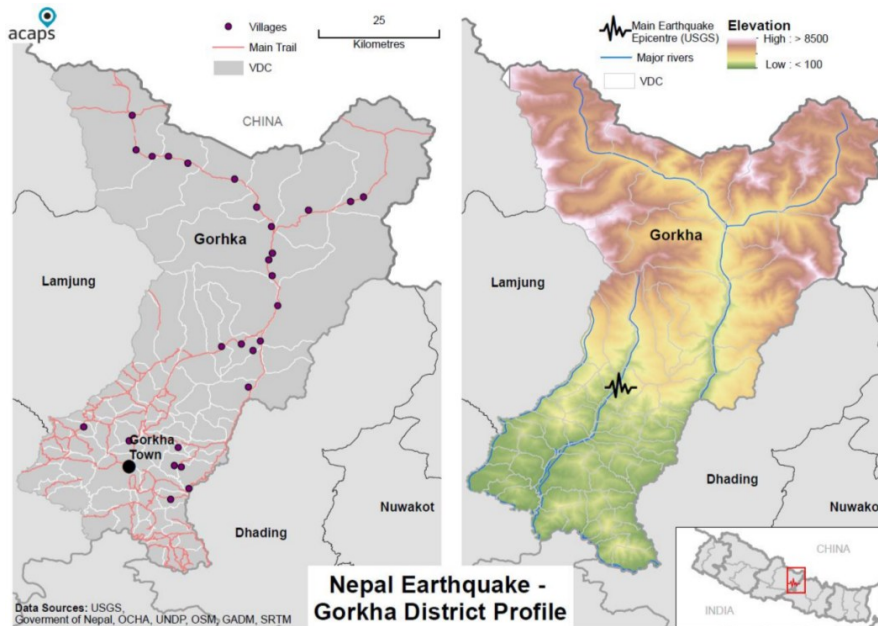 acaps
Villages
Main Trail
VDC
25
Kilometres
CHINA
Gorhka
Lamjung
Gorkha
Town
Dhading
Nuwakot
Data Sources: USGS,
Goverment of Nepal, OCHA, UNDP, OSM, GADM, SRTM
Main Earthquake
Epicentre (USGS)
Major rivers
VDC
Elevation
High : > 8500
Low : < 100
Gorkha
Lamjung
Dhading
Nuwako
CHINA
INDIA
Nepal Earthquake -
Gorkha District Profile